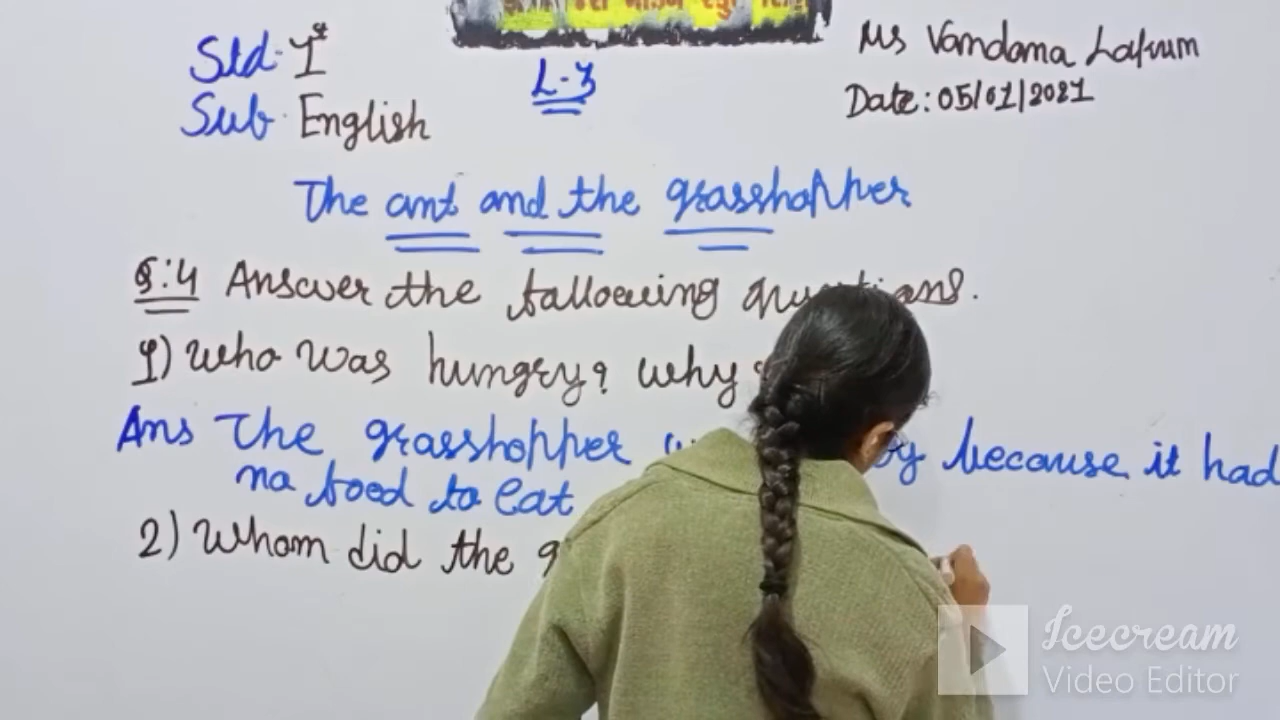 Std. 1st
Sub. English
L-3
Ms Vandana
Date: 05/01/2021
The ant and the grasshopper
Q:4 Answer the following questions.
1) Who was hungry? why
Ans The grasshopper because it had
no food to eat
2) Whom did the
Icecream
Video Editor